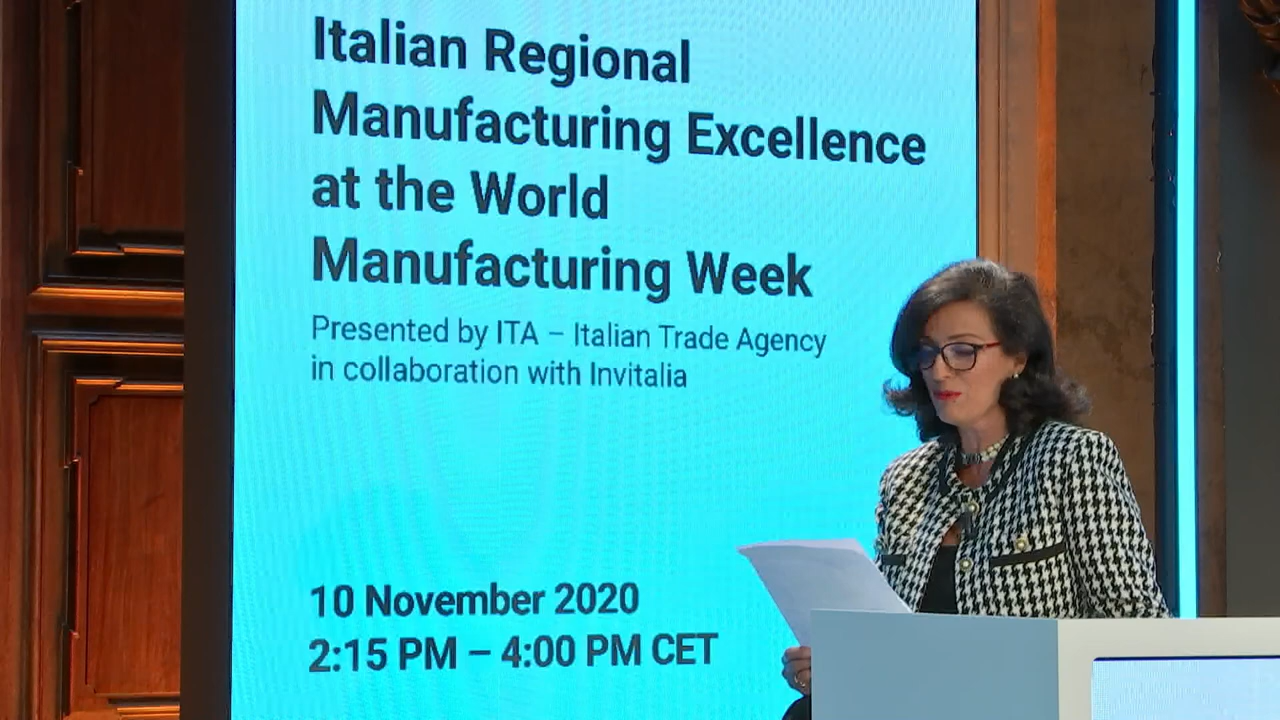 Italian Regional
Manufacturing Excellence
at the World
Manufacturing Week
Presented by ITA – Italian Trade Agency
in collaboration with Invitalia
10 November 2020
2:15 PM – 4:00 PM CET